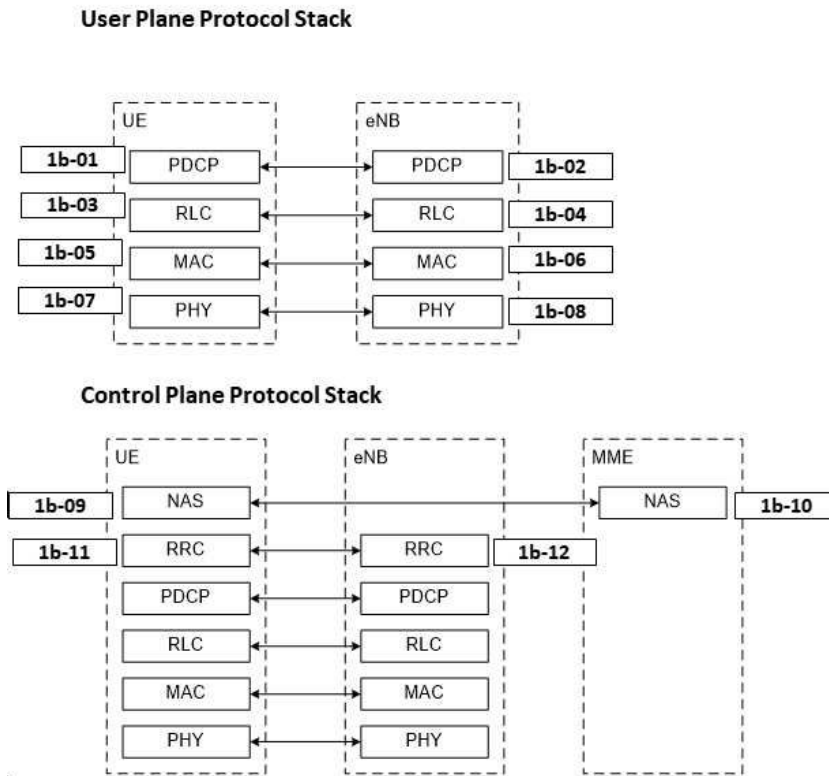 User Plane Protocol Stack
UE eNB
1b-01 PDCP PDCP 1b-02
1b-03 RLC RLC 1b-04
1b-05 MAC MAC 1b-06
1b-07 PHY PHY 1b-08
Control Plane Protocol Stack
UE eNB MME
1b-09 NAS NAS 1b-10
1b-11 RRC RRC 1b-12
PDCP PDCP
RLC RLC
MAC MAC
PHY PHY